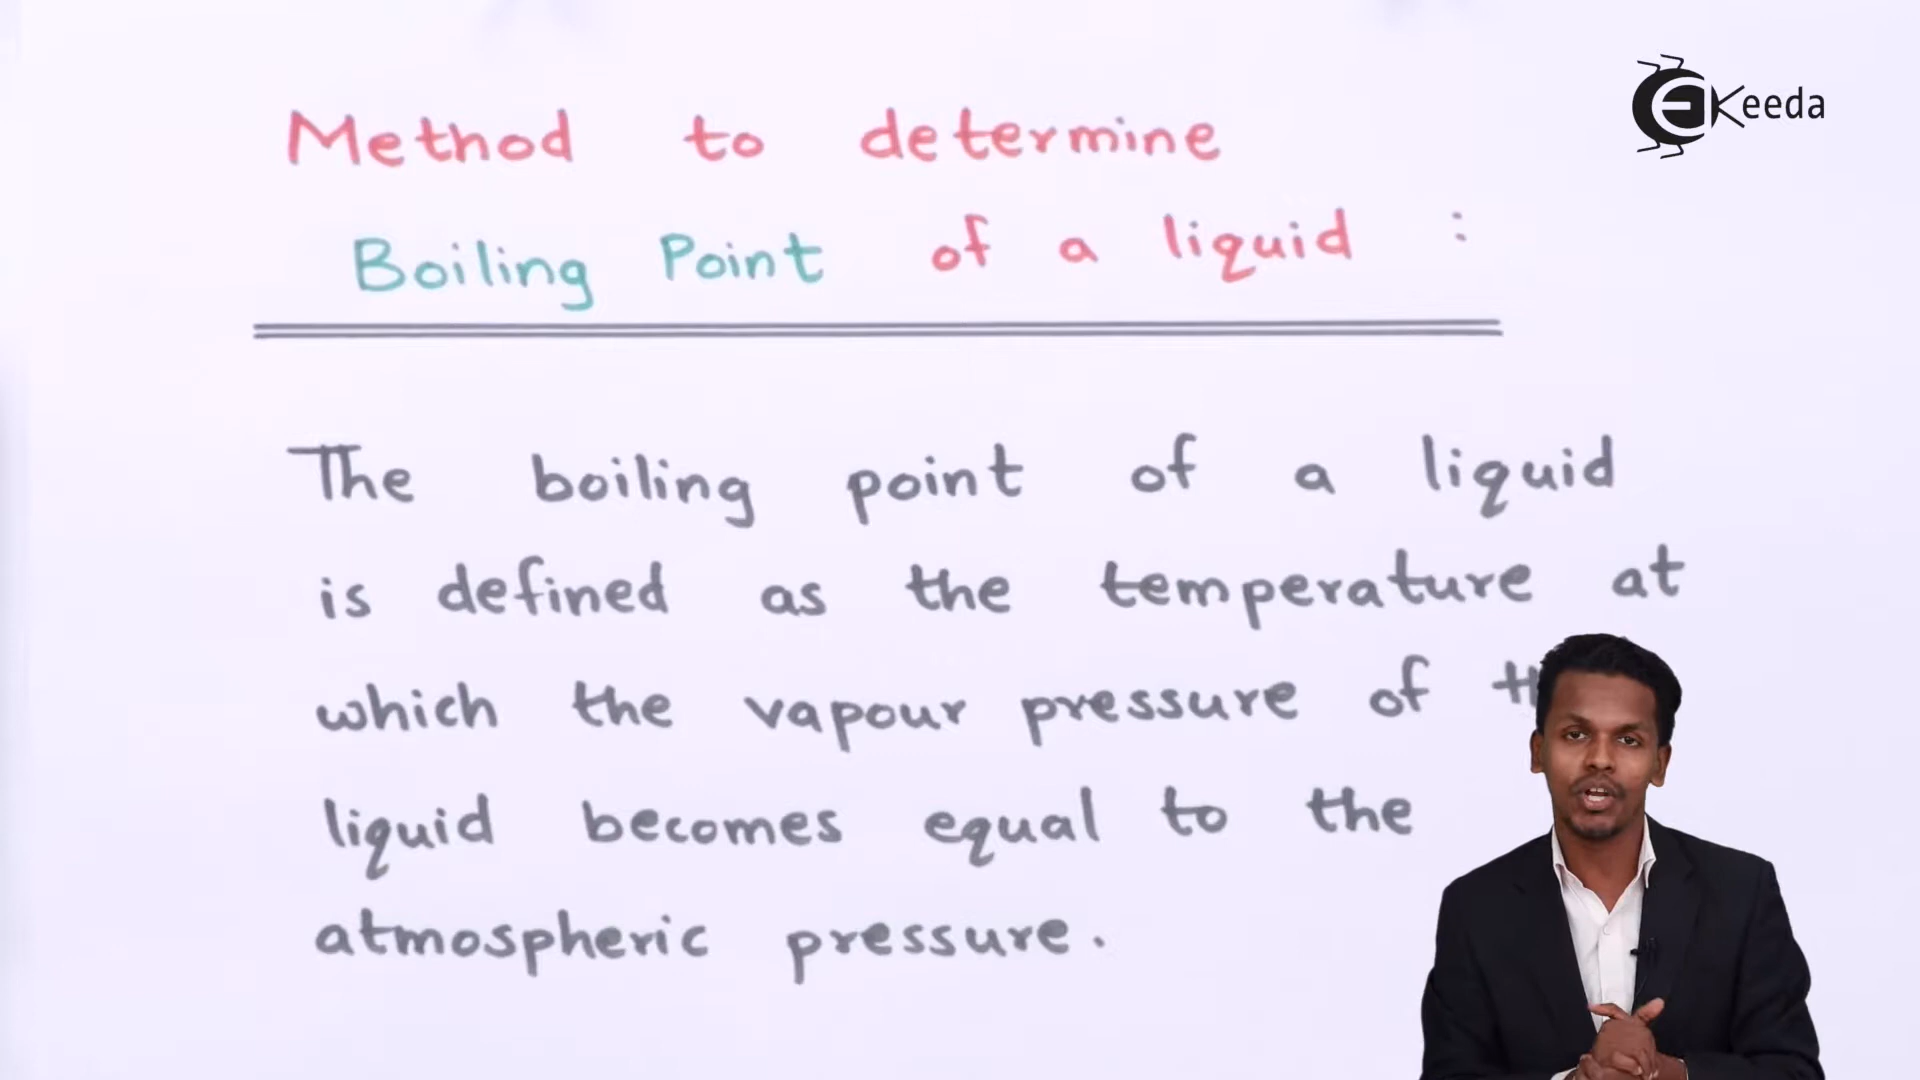 Method to determine
Boiling Point of a liquid :
EKeeda
The boiling point of a liquid
is defined as the temperature at
which the vapour pressure of
liquid becomes equal to the
atmospheric pressure.